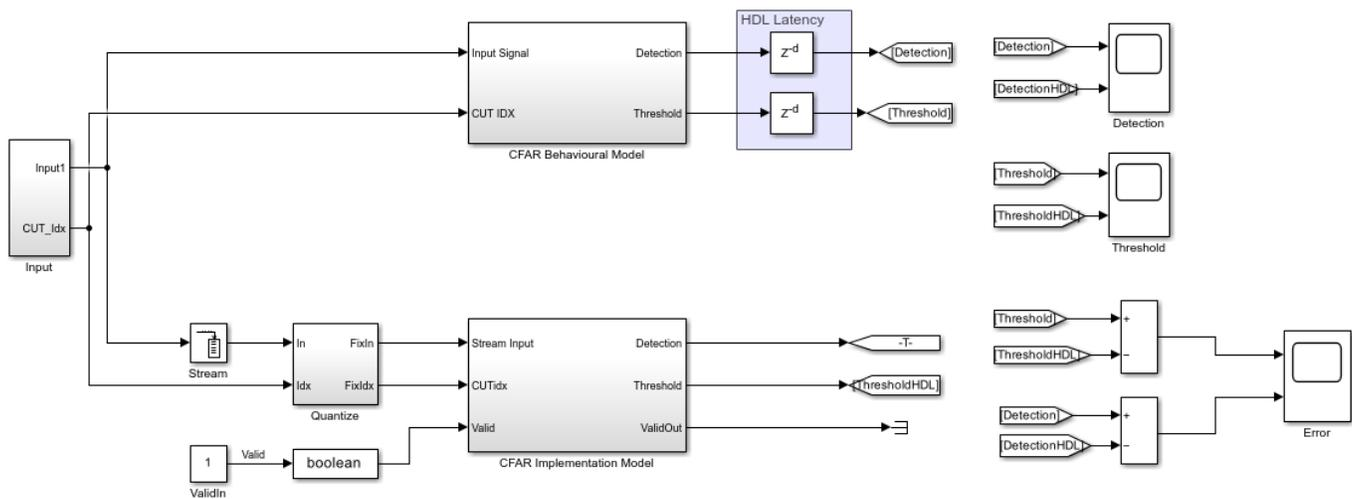 HDL Latency
Input Signal
Detection
Z-d
[Detection]
CUT IDX
Threshold
Z-d
[Threshold]
CFAR Behavioural Model
[Detection]
[DetectionHDL]
Detection
[Threshold]
[ThresholdHDL]
Threshold
Input1
CUT_Idx
Input
Stream
In
FixIn
Idx
FixIdx
Quantize
1
Valid
ValidIn
boolean
Stream Input
Detection
-T-
CUTidx
Threshold
[ThresholdHDL]
Valid
ValidOut
CFAR Implementation Model
[Threshold]
+
[ThresholdHDL]
−
[Detection]
+
[DetectionHDL]
−
Error